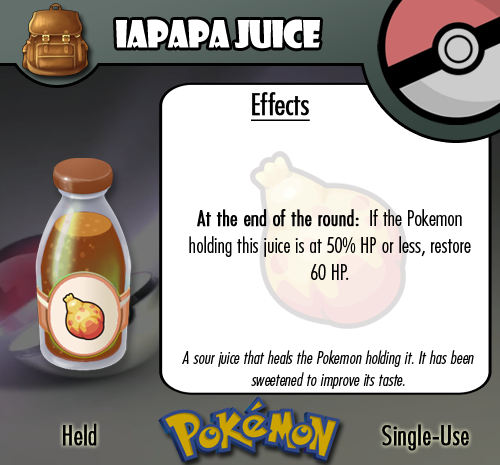 IAPAPA JUICE
Effects
At the end of the round: If the Pokemon
holding this juice is at 50% HP or less, restore
60 HP.
A sour juice that heals the Pokemon holding it. It has been
sweetened to improve its taste.
Held
POKéMON
Single-Use